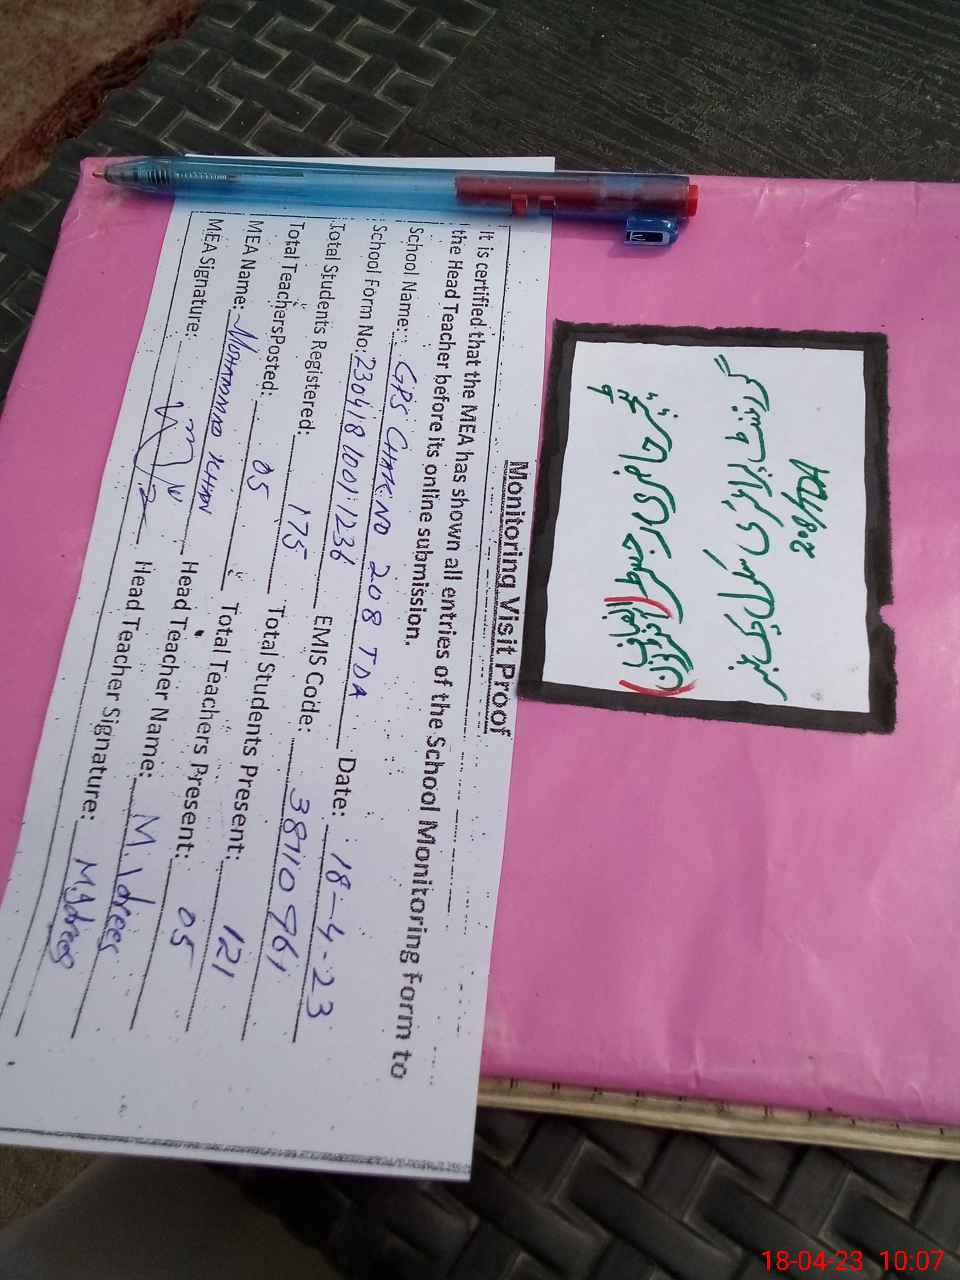 گورنمنٹ پرائمری سکول چک نمبر
208/TDA
ٹیچر حاضری رجسٹر
Monitoring Visit Proof
It is certified that the MEA has shown all entries of the School Monitoring Form to
the Head Teacher before its online submission.
School Name: GPS CHAK NO 208 TDA Date: 18-4-23
School Form No: 23041810011236 EMIS Code: 38110961
Total Students Registered: 175 Total Students Present: 121
Total Teachers Posted: 05 Total Teachers Present: 05
MEA Name: MOHAMMAD KHAN Head Teacher Name: M. Idrees
MEA Signature: Head Teacher Signature: M. Idrees
18-04-23 10:07